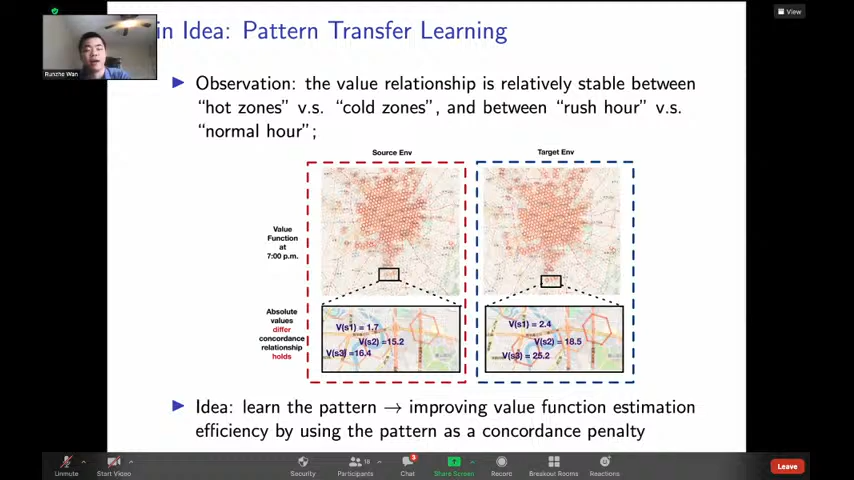 View
in Idea: Pattern Transfer Learning
Runzhe Wan
Observation: the value relationship is relatively stable between
"hot zones" v.s. "cold zones", and between "rush hour" v.s.
"normal hour";
Source Env
Target Env
Value
Function
at
7:00 p.m.
Absolute
values
differ
concordance
relationship
holds
V(s1) = 1.7
V(s2) =15.2
V(s3) =16.4
V(s1) = 2.4
V(s2) = 18.5
V(s3) = 25.2
Idea: learn the pattern → improving value function estimation
efficiency by using the pattern as a concordance penalty
Unmute
Start Video
Security
Participants
18
Chat
3
Share Screen
Record
Breakout Rooms
Reactions
Leave